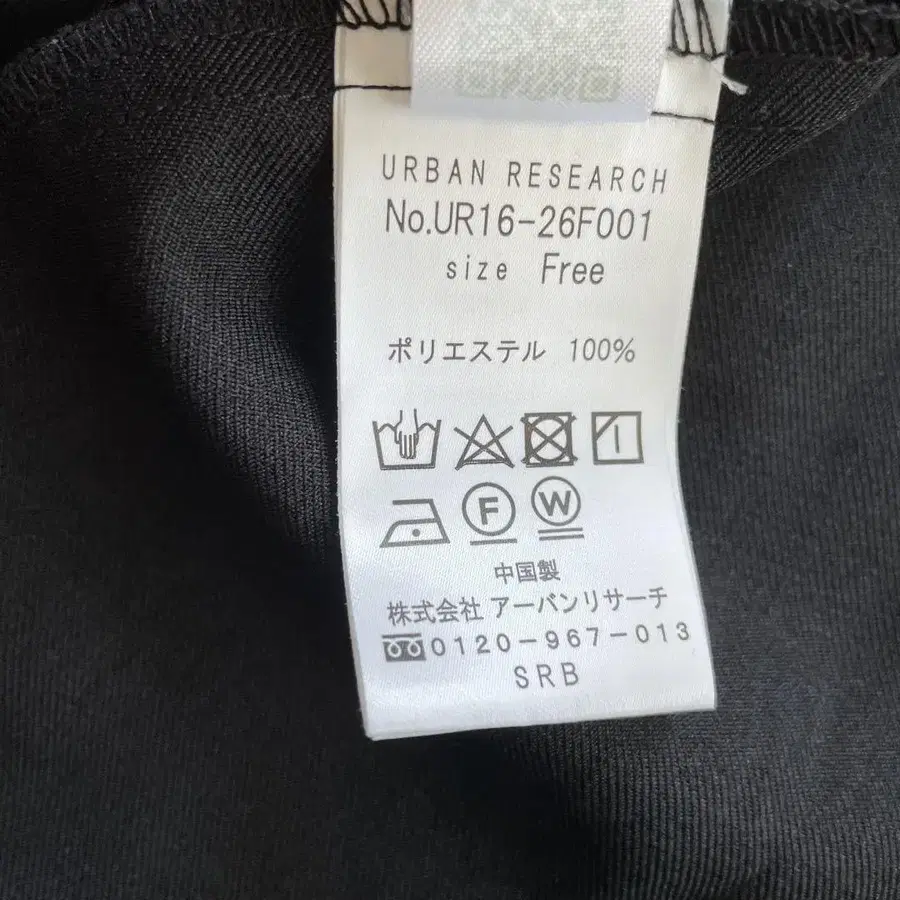 URBAN RESEARCH
No.UR16-26F001
size Free
ポリエステル 100%
F W
中国製
株式会社 アーバンリサーチ
0120-967-013
SRB